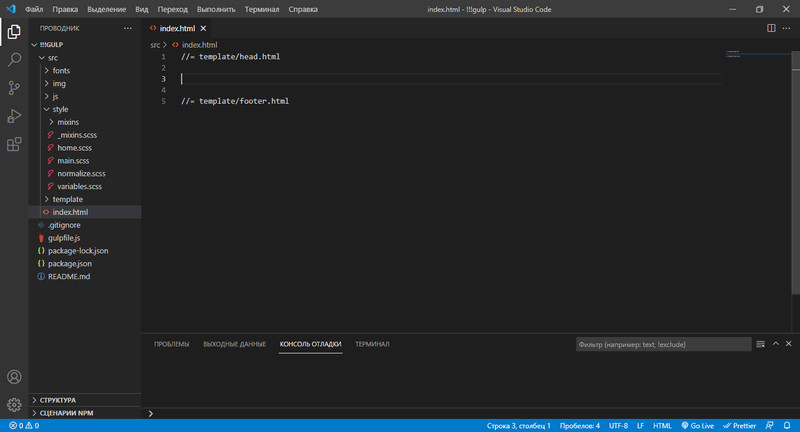 Файл Правка Выделение Вид Переход Выполнить Терминал Справка index.html - !!!gulp - Visual Studio Code
ПРОВОДНИК
index.html
!!!GULP
src > index.html
src
fonts
img
js
style
mixins
_mixins.scss
home.scss
main.scss
normalize.scss
variables.scss
template
index.html
.gitignore
gulpfile.js
package-lock.json
package.json
README.md
1 //= template/head.html
2
3
4
5 //= template/footer.html
ПРОБЛЕМЫ ВЫХОДНЫЕ ДАННЫЕ КОНСОЛЬ ОТЛАДКИ ТЕРМИНАЛ Фильтр (например: text, !exclude)
СТРУКТУРА
СЦЕНАРИИ NPM
0 0 Строка 3, столбец 1 Пробелов: 4 UTF-8 LF HTML Go Live Prettier